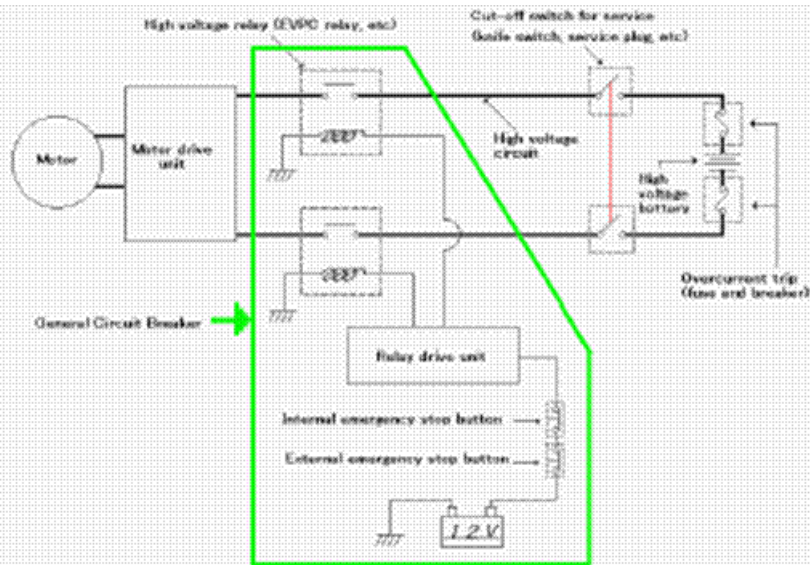 High voltage relay (EVPC relay, etc)
Cut-off switch for service
(knife switch, service plug, etc)
Motor
Motor drive
unit
High voltage
circuit
High
voltage
battery
Overcurrent trip
(fuse and breaker)
General Circuit Breaker
Relay drive unit
Internal emergency stop button
External emergency stop button
12V